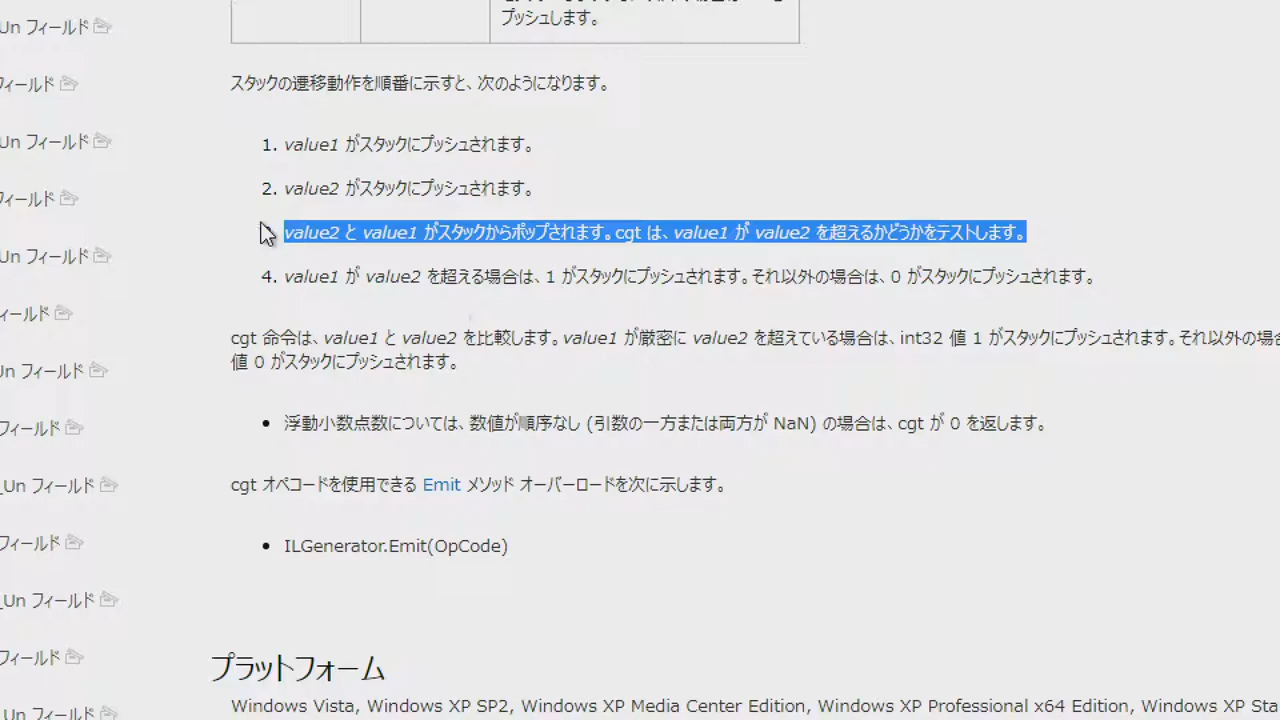 プッシュします。
Un フィールド
スタックの遷移動作を順番に示すと、次のようになります。
フィールド
1. value1 がスタックにプッシュされます。
Un フィールド
2. value2 がスタックにプッシュされます。
ィールド
value2 と value1 がスタックからポップされます。cgt は、value1 が value2 を超えるかどうかをテストします。
Un フィールド
4. value1 が value2 を超える場合は、1 がスタックにプッシュされます。それ以外の場合は、0 がスタックにプッシュされます。
ィールド
cgt 命令は、value1 と value2 を比較します。value1 が厳密に value2 を超えている場合は、int32 値 1 がスタックにプッシュされます。それ以外の場合
値 0 がスタックにプッシュされます。
Un フィールド
浮動小数点数については、数値が順序なし (引数の一方または両方が NaN) の場合は、cgt が 0 を返します。
フィールド
cgt オペコードを使用できる Emit メソッド オーバーロードを次に示します。
_Un フィールド
ILGenerator.Emit(OpCode)
フィールド
_Un フィールド
フィールド
プラットフォーム
Windows Vista, Windows XP SP2, Windows XP Media Center Edition, Windows XP Professional x64 Edition, Windows XP Sta
_Un フィールド